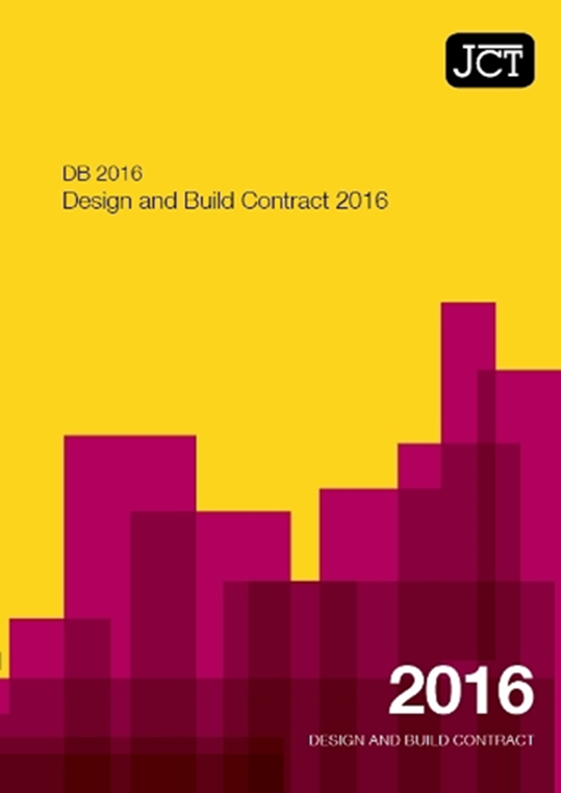 JCT
DB 2016
Design and Build Contract 2016
2016
DESIGN AND BUILD CONTRACT